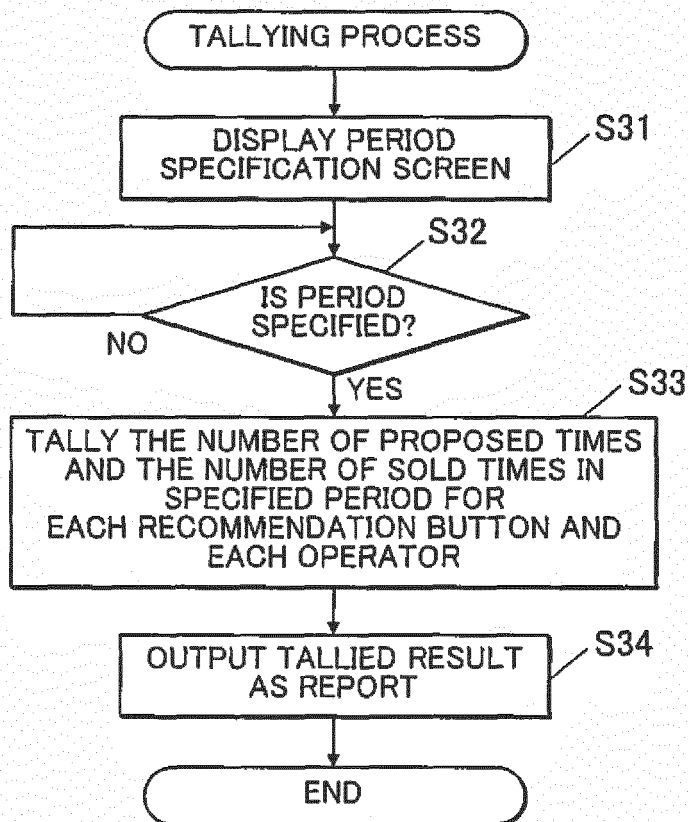 TALLYING PROCESS
DISPLAY PERIOD
SPECIFICATION SCREEN
S31
S32
IS PERIOD
SPECIFIED?
NO
YES
S33
TALLY THE NUMBER OF PROPOSED TIMES
AND THE NUMBER OF SOLD TIMES IN
SPECIFIED PERIOD FOR
EACH RECOMMENDATION BUTTON AND
EACH OPERATOR
OUTPUT TALLIED RESULT
AS REPORT
S34
END